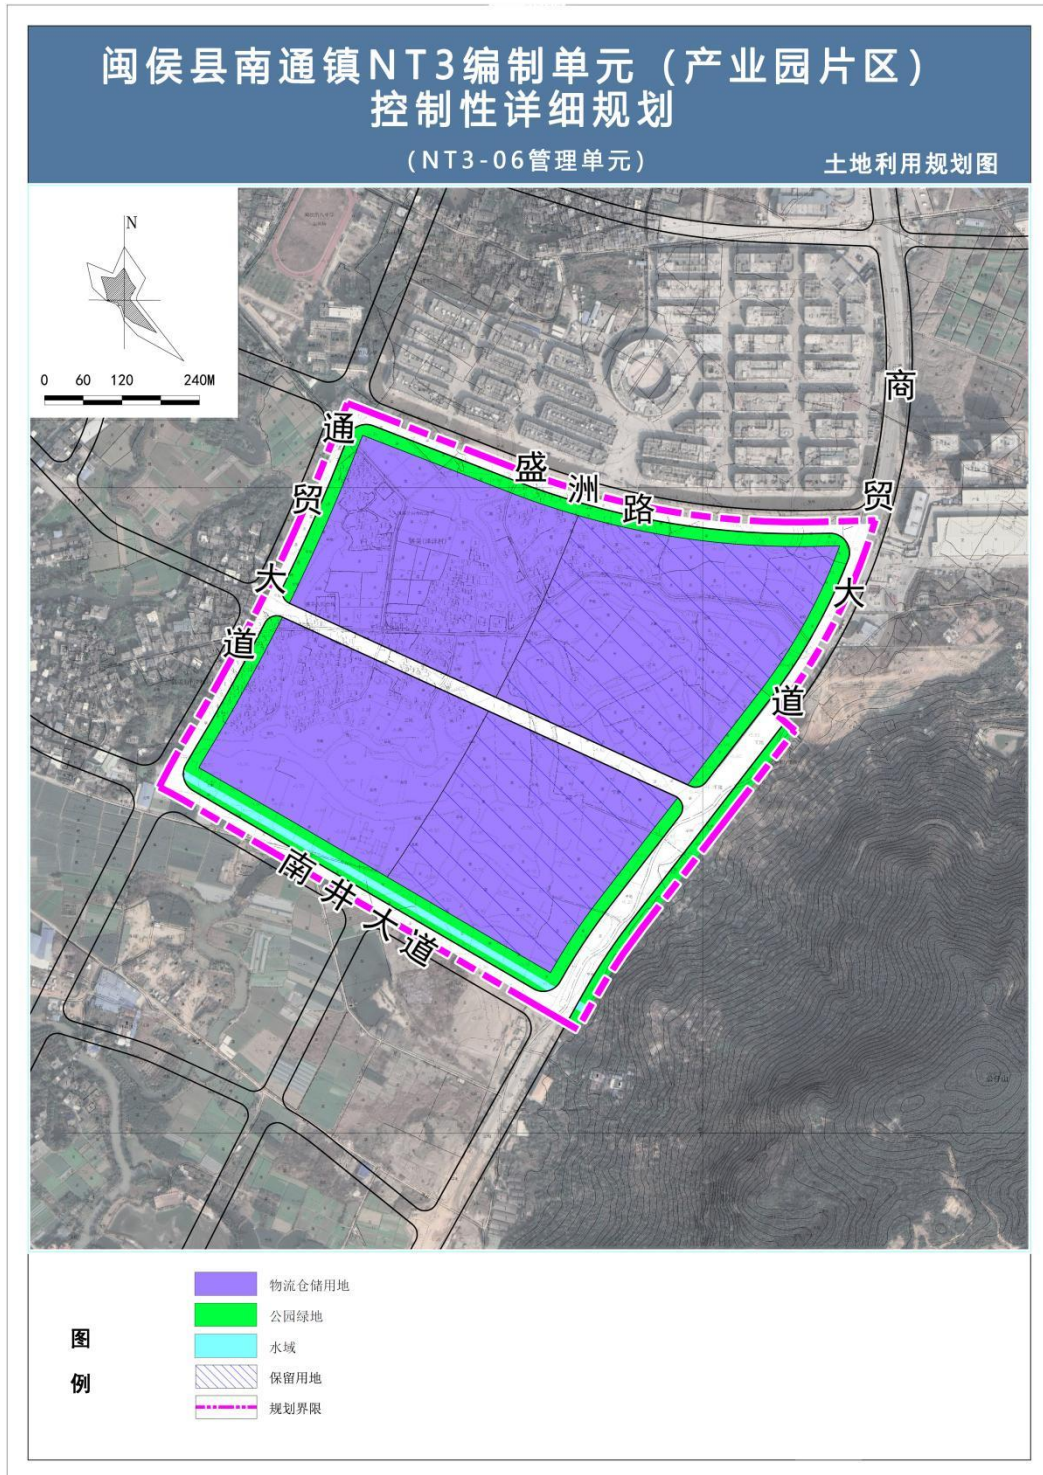 闽侯县南通镇NT3编制单元（产业园片区）
控制性详细规划
（NT3-06管理单元）
土地利用规划图
N
0 60 120 240M
商贸大道
通贸大道
盛洲路
南井大道
图例
物流仓储用地
公园绿地
水域
保留用地
规划界限